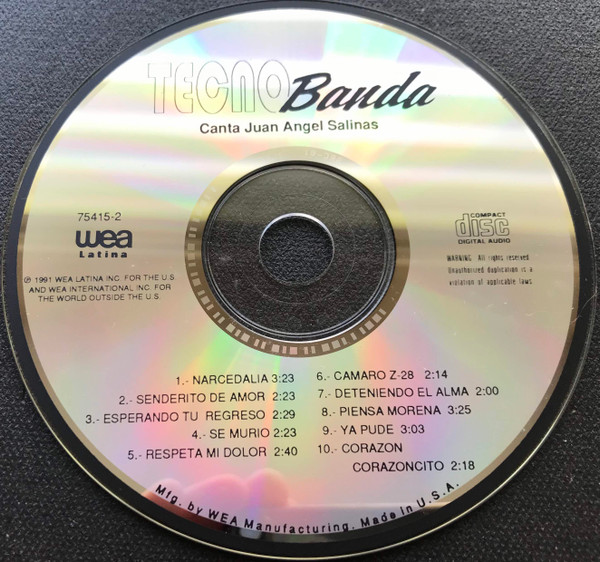 TECNO Banda
Canta Juan Angel Salinas
75415-2
wea
Latina
℗ 1991 WEA LATINA INC. FOR THE U.S.
AND WEA INTERNATIONAL INC. FOR
THE WORLD OUTSIDE THE U.S.
COMPACT
disc
DIGITAL AUDIO
WARNING: All rights reserved
Unauthorized duplication is a
violation of applicable laws
1.- NARCEDALIA 3:23
2.- SENDERITO DE AMOR 2:23
3.- ESPERANDO TU REGRESO 2:29
4.- SE MURIO 2:23
5.- RESPETA MI DOLOR 2:40
6.- CAMARO Z-28 2:14
7.- DETENIENDO EL ALMA 2:00
8.- PIENSA MORENA 3:25
9.- YA PUDE 3:03
10.- CORAZON
CORAZONCITO 2:18
Mfg. by WEA Manufacturing. Made in U.S.A.